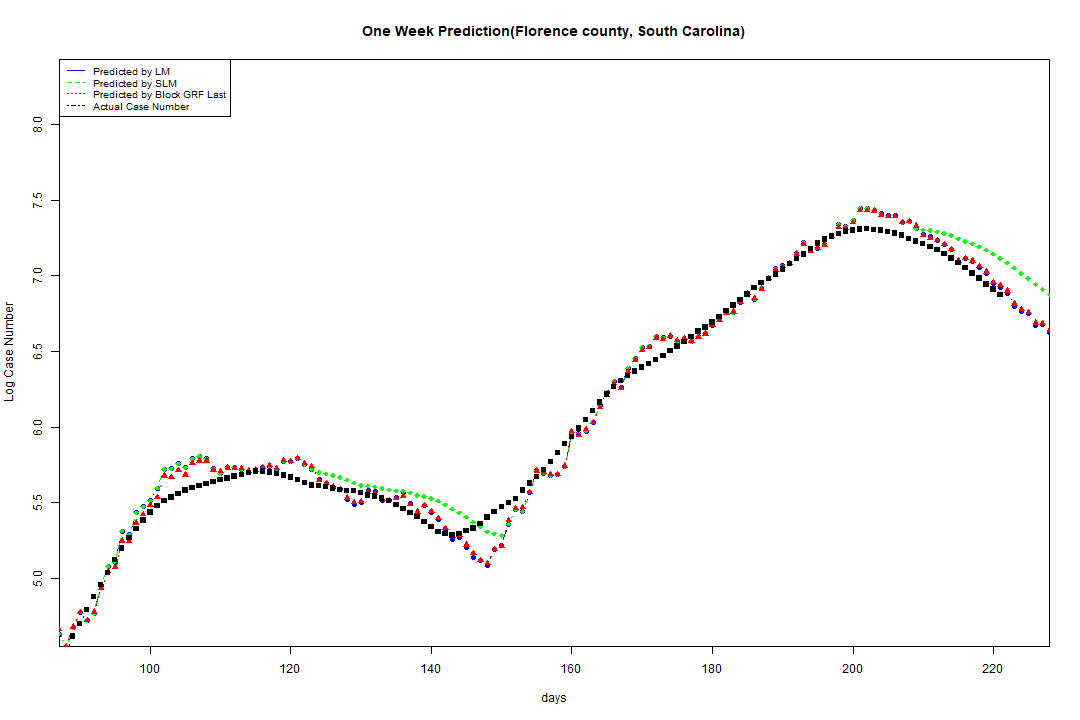 One Week Prediction(Florence county, South Carolina)
Predicted by LM
Predicted by SLM
Predicted by Block GRF Last
Actual Case Number
8.0
7.5
7.0
6.5
6.0
5.5
5.0
Log Case Number
100 120 140 160 180 200 220
days